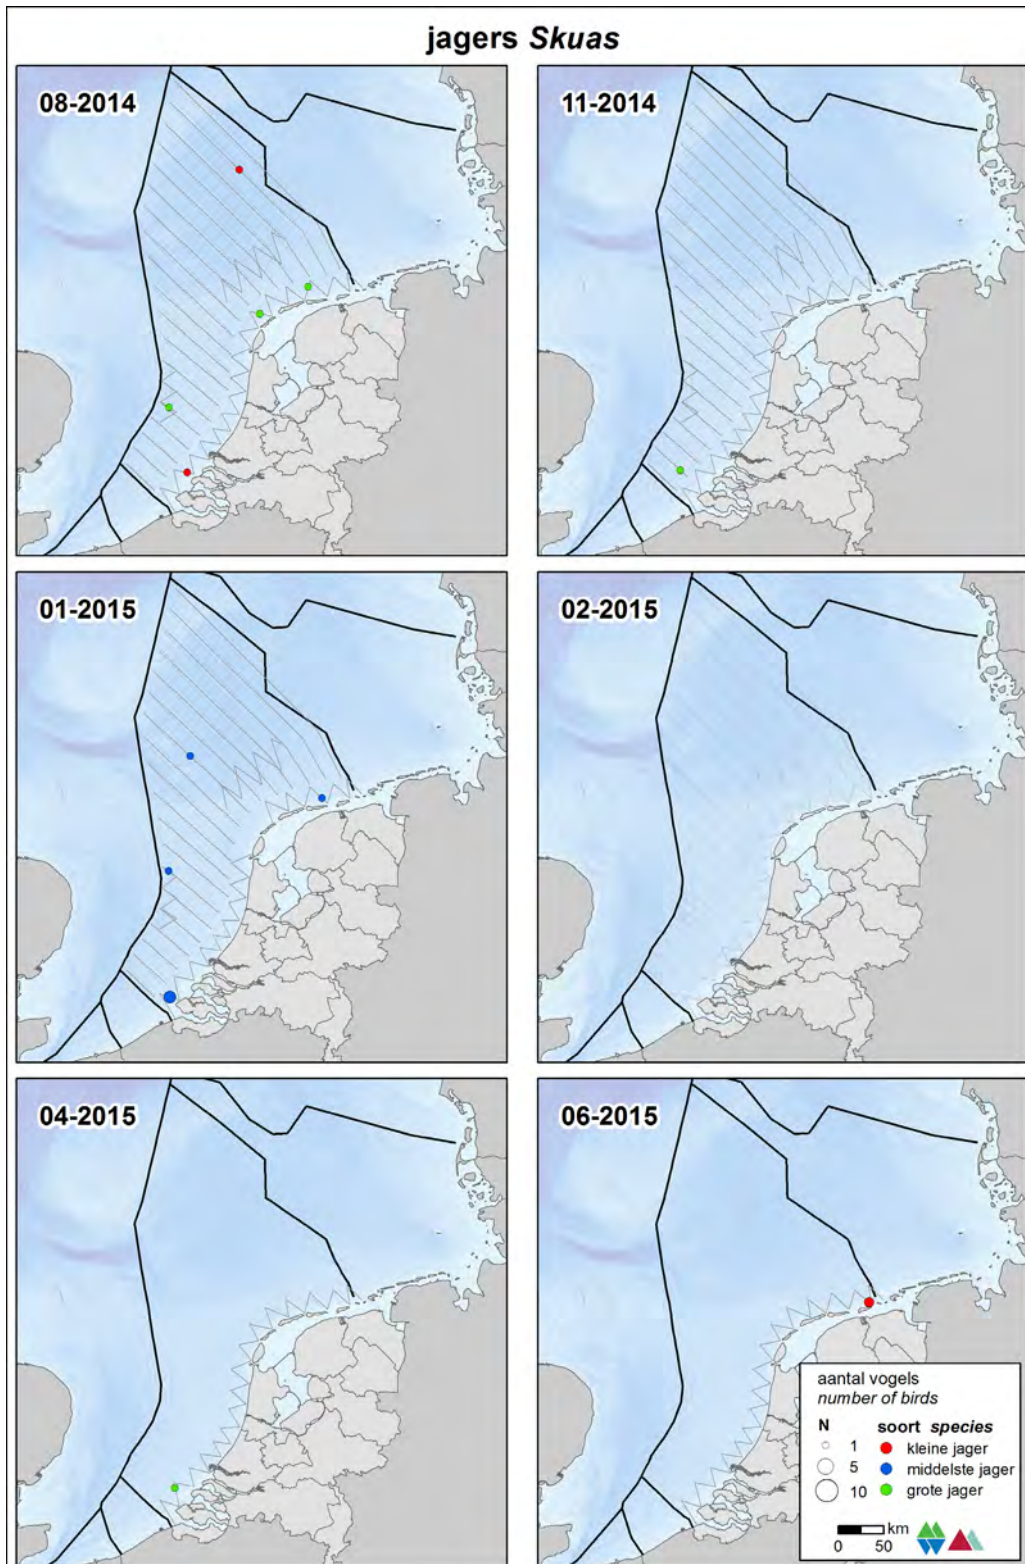 jagers Skuas
08-2014
11-2014
01-2015
02-2015
04-2015
06-2015
aantal vogels
number of birds
N soort species
1 kleine jager
5 middelste jager
10 grote jager
km
0 50